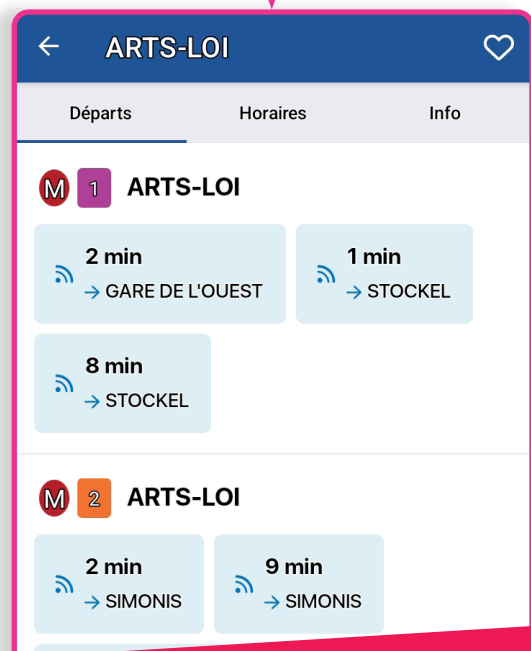 ARTS-LOI
Départs Horaires Info
M 1 ARTS-LOI
2 min
→ GARE DE L'OUEST
1 min
→ STOCKEL
8 min
→ STOCKEL
M 2 ARTS-LOI
2 min
→ SIMONIS
9 min
→ SIMONIS